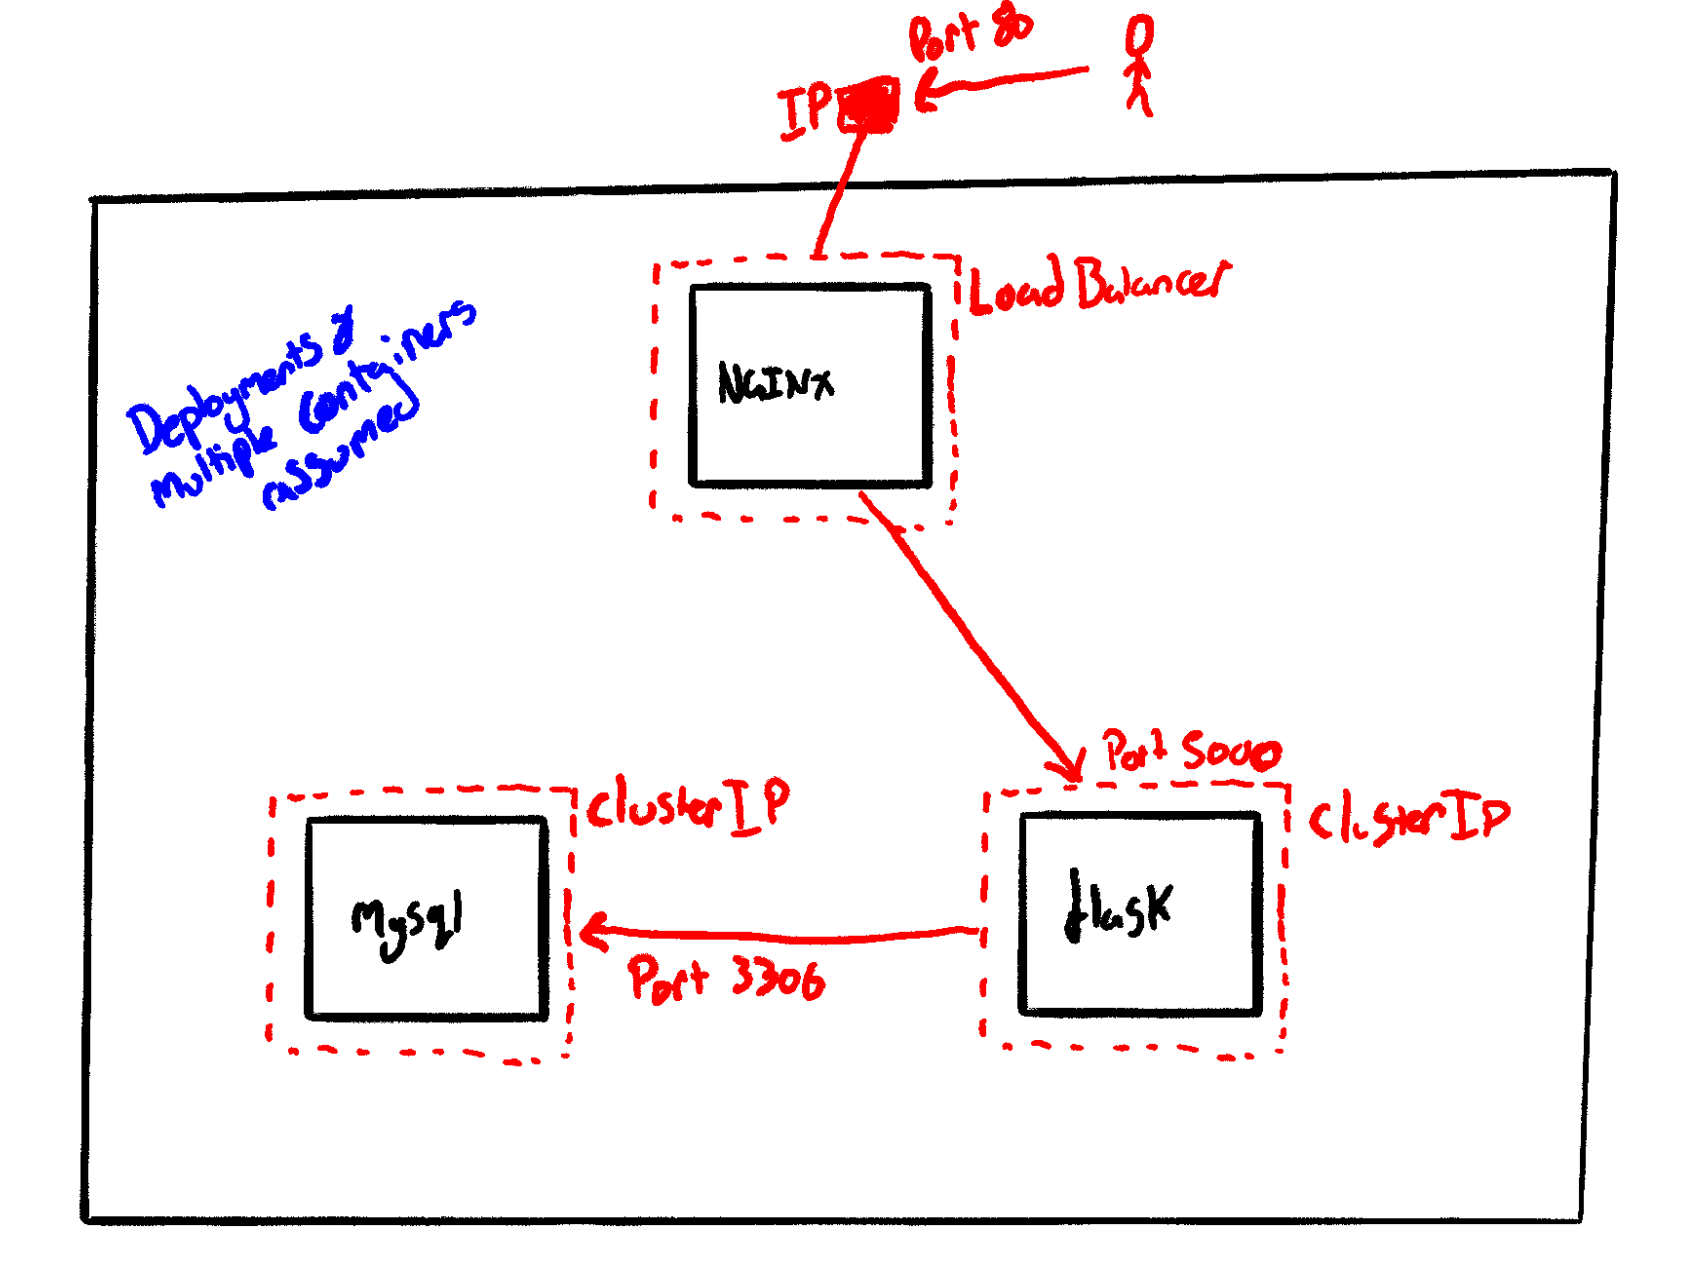 Port 80
IP
Load Balancer
NGINX
Deployments &
multiple containers
assumed
Port 5000
ClusterIP
ClusterIP
Mysql
flask
Port 3306